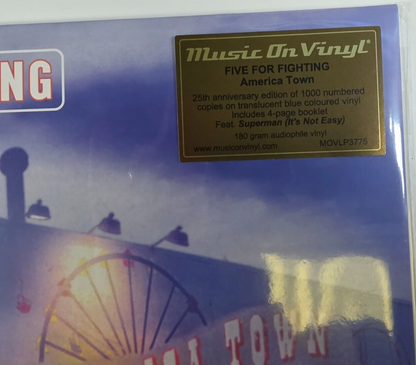 NG
Music On Vinyl
FIVE FOR FIGHTING
America Town
25th anniversary edition of 1000 numbered
copies on translucent blue coloured vinyl
Includes 4-page booklet
Feat: Superman (It's Not Easy)
180 gram audiophile vinyl
www.musiconvinyl.com MOVLP3775
TOWN